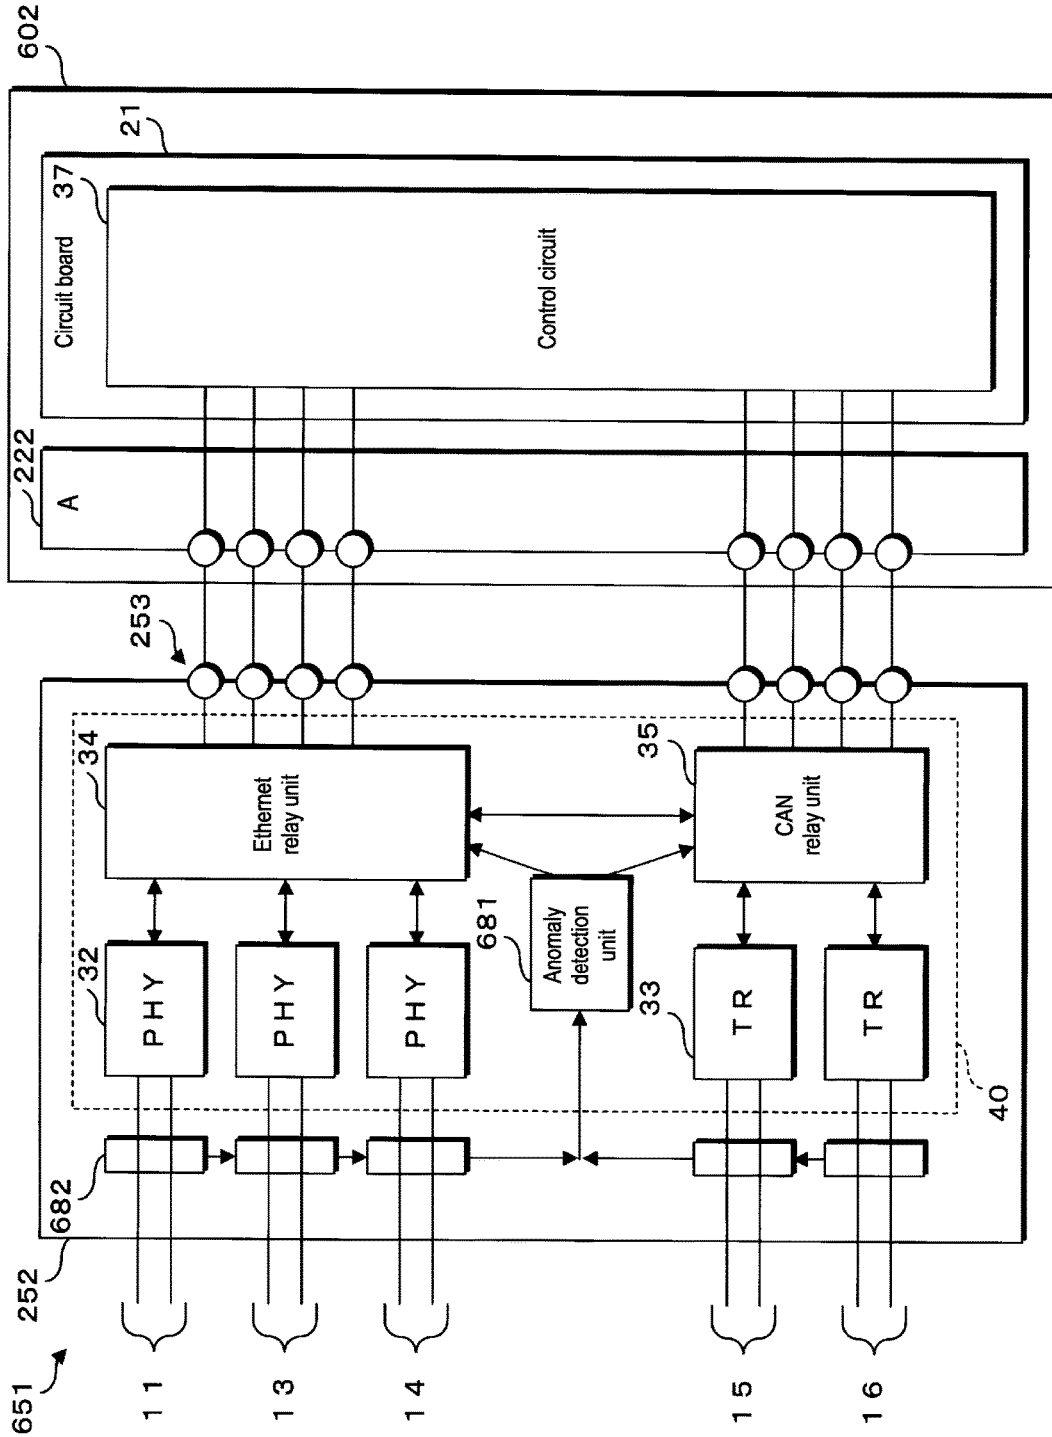 651
252
253
222
602
682
32
34
37
21
11
PHY
Ethernet
relay unit
A
Circuit board
13
PHY
14
PHY
681
Anomaly
detection
unit
Control circuit
33
35
15
TR
CAN
relay unit
16
TR
40